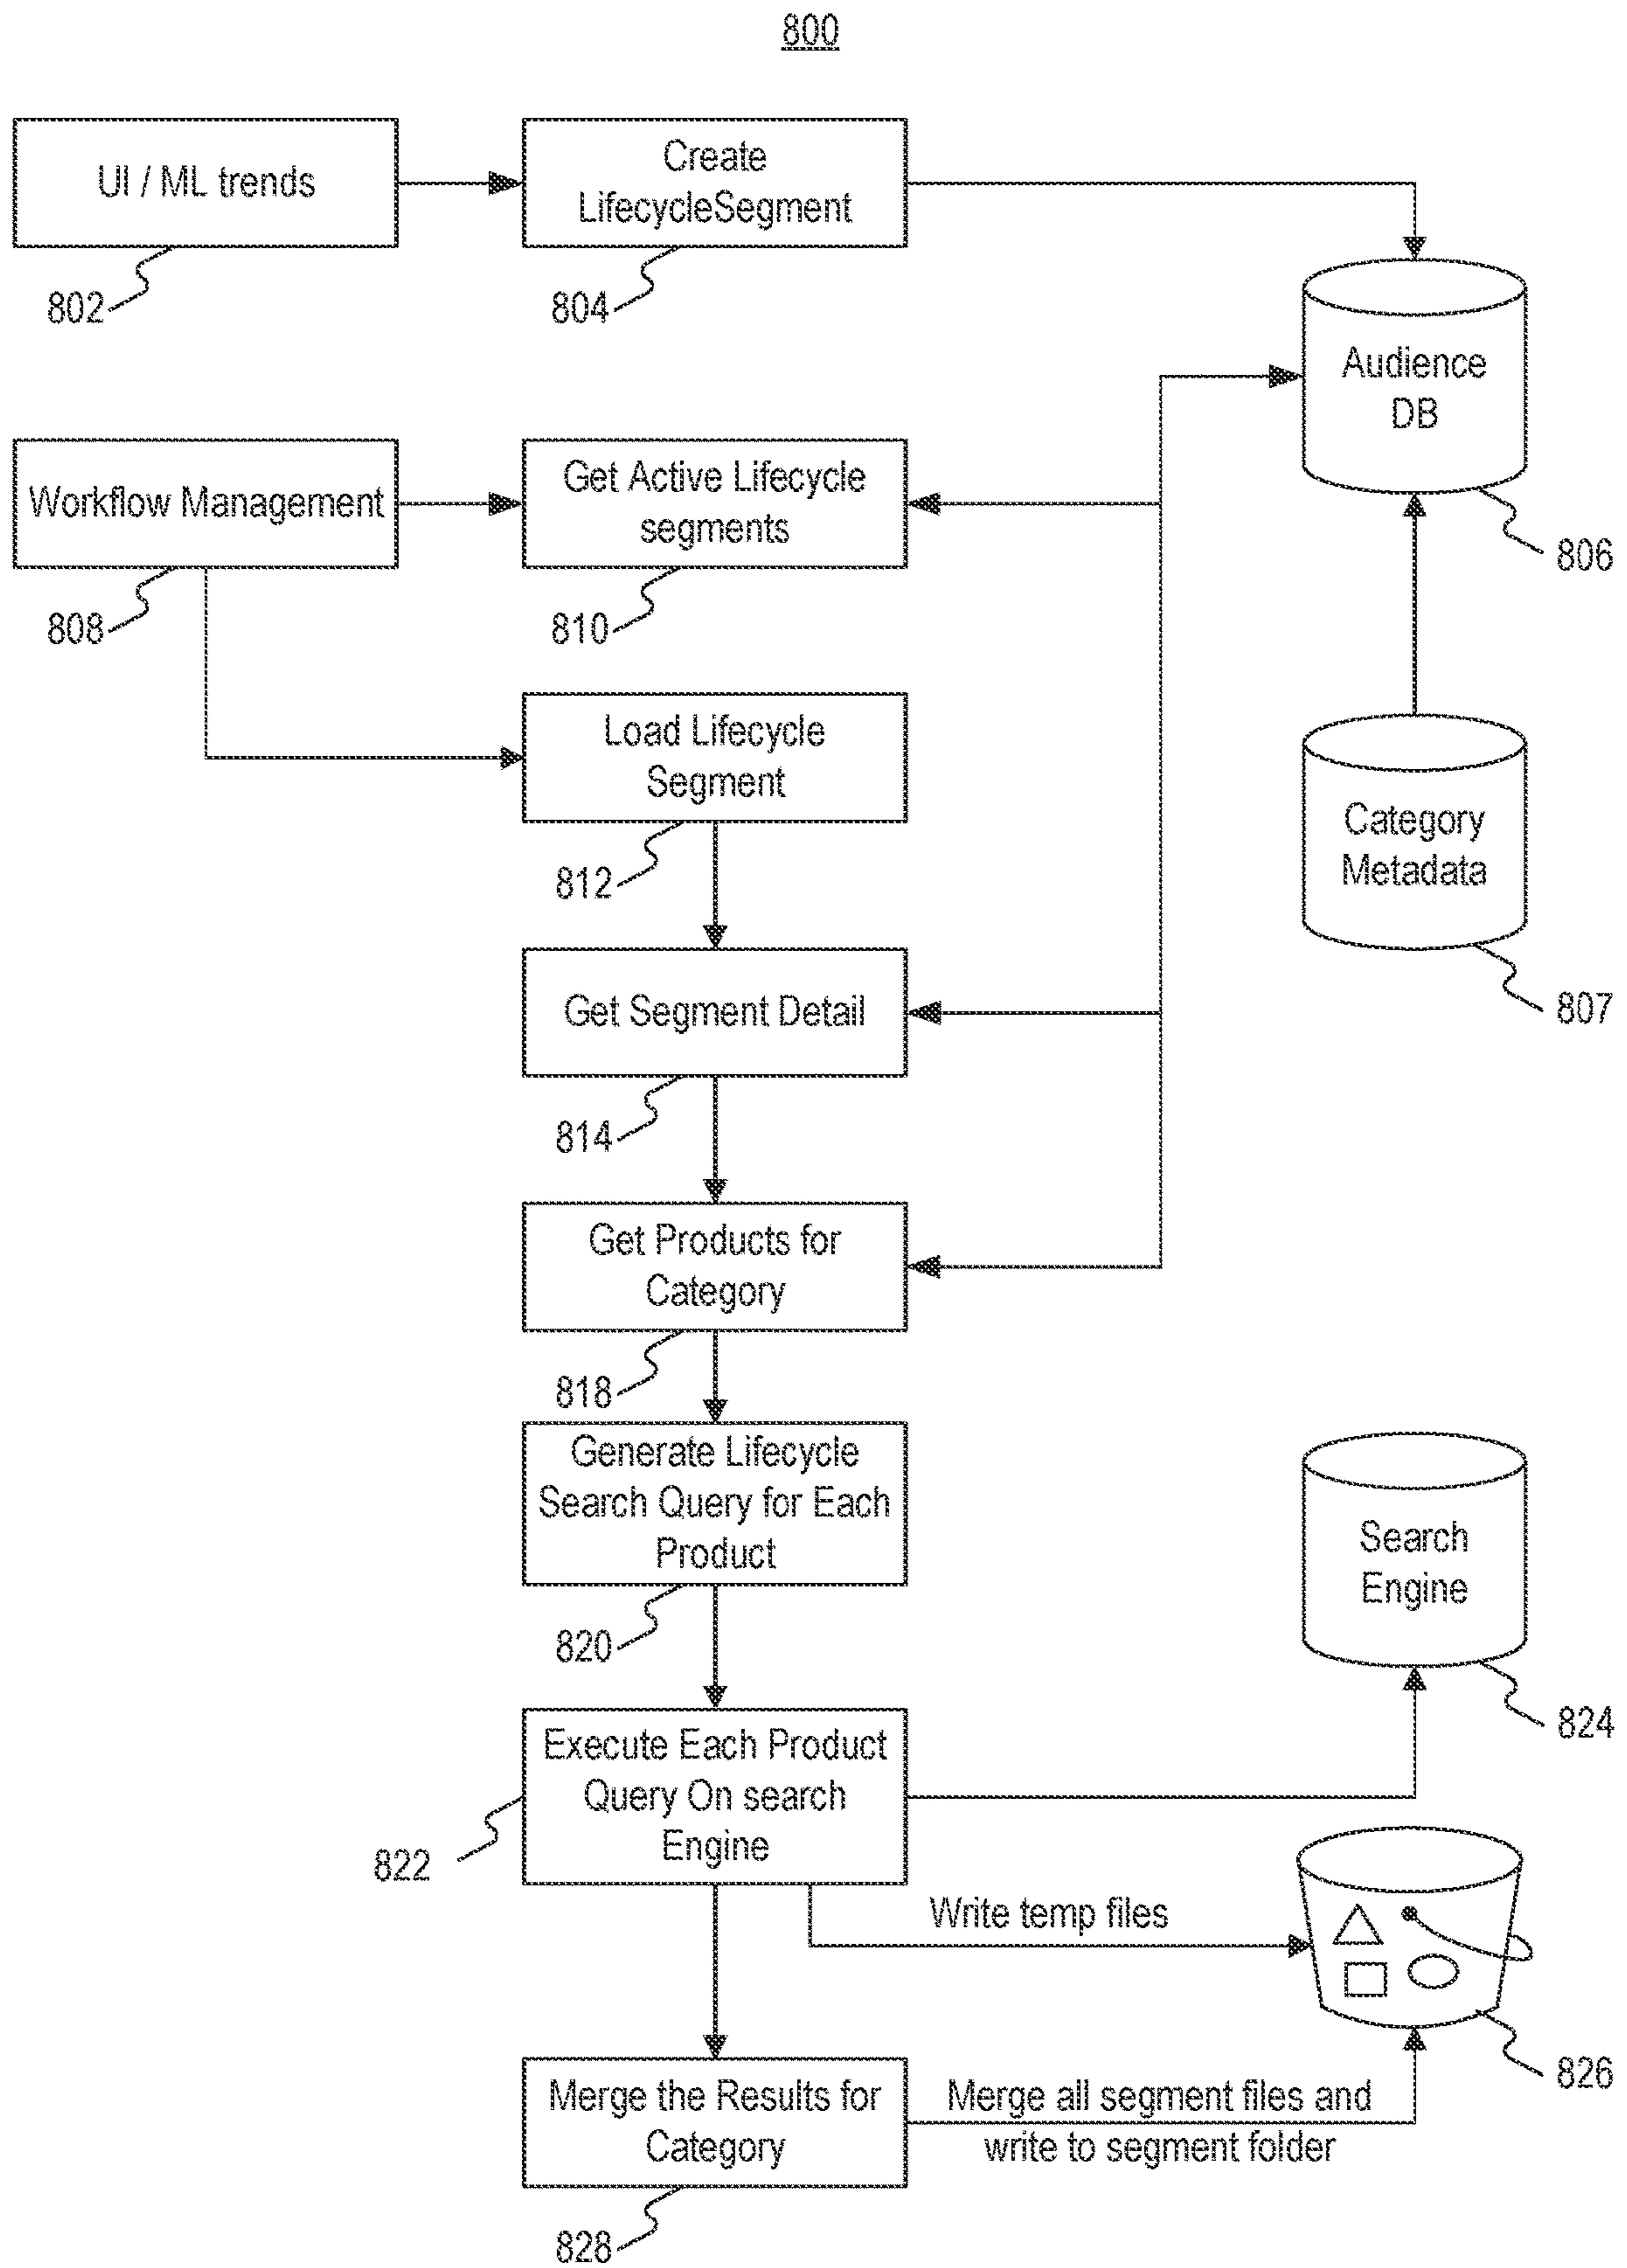 800
UI / ML trends
802
Create
LifecycleSegment
804
Audience
DB
806
Workflow Management
808
Get Active Lifecycle
segments
810
Load Lifecycle
Segment
812
Category
Metadata
807
Get Segment Detail
814
Get Products for
Category
818
Generate Lifecycle
Search Query for Each
Product
820
Search
Engine
824
Execute Each Product
Query On search
Engine
822
Write temp files
826
Merge the Results for
Category
828
Merge all segment files and
write to segment folder